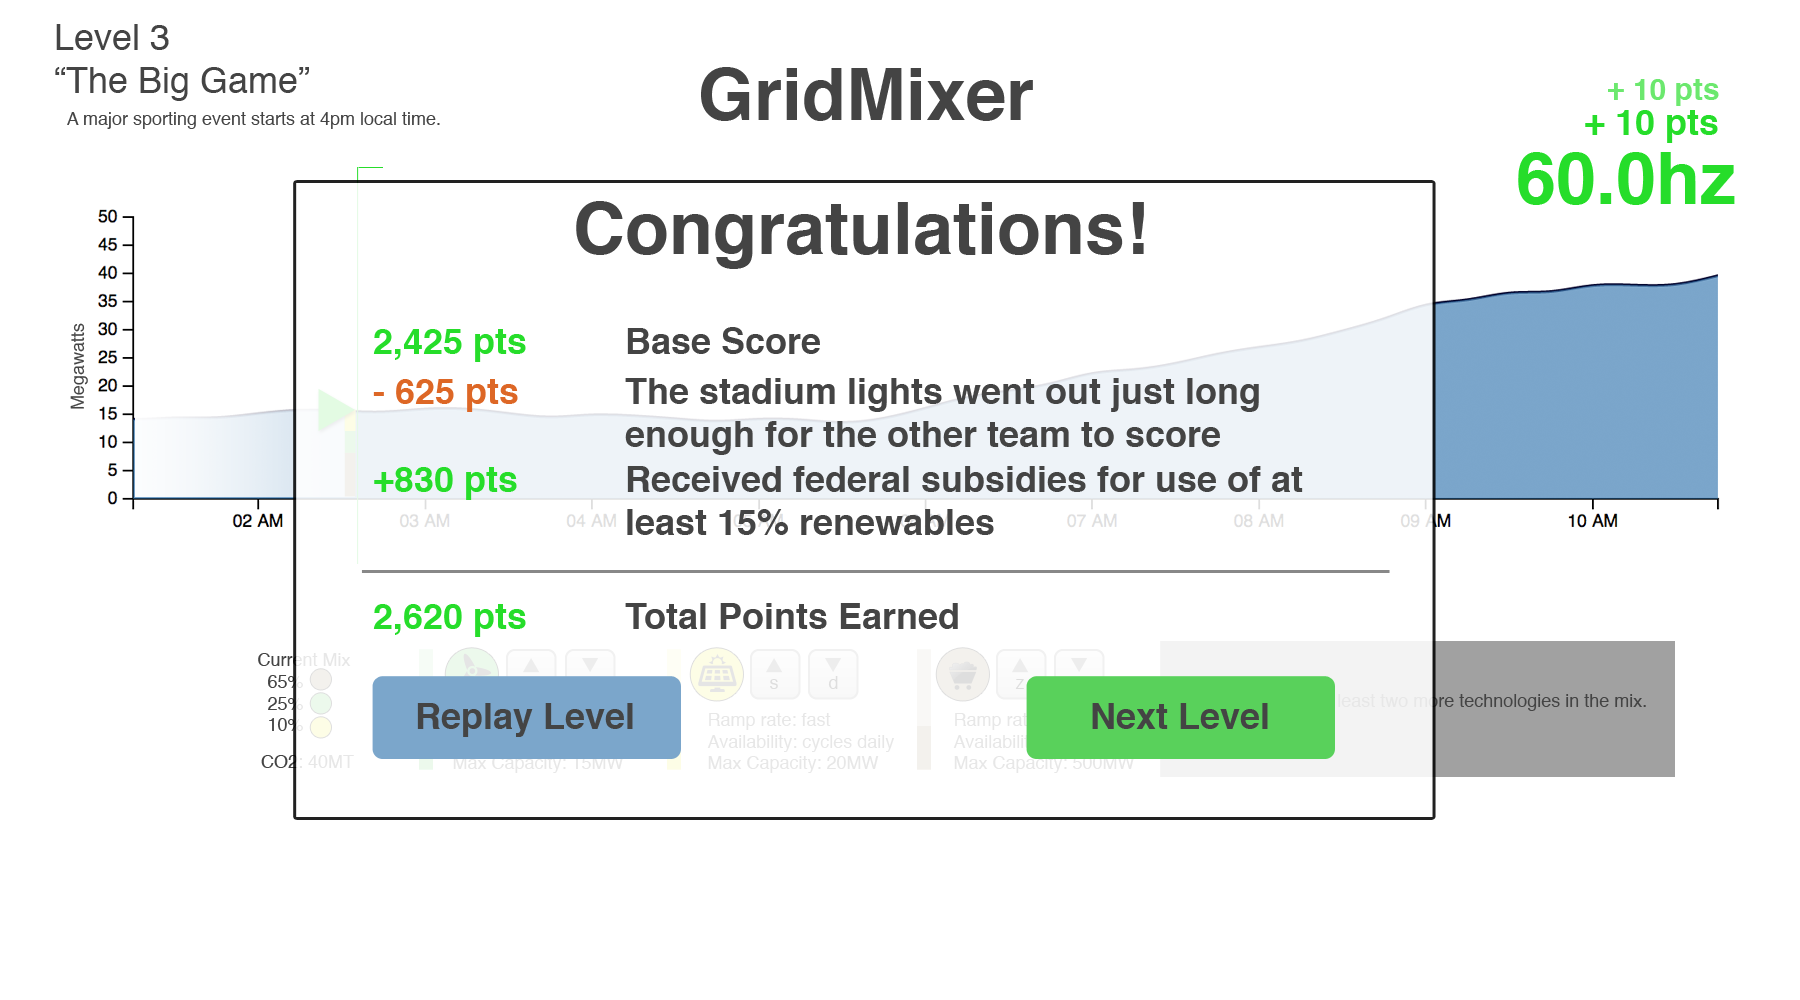 Level 3
“The Big Game”
A major sporting event starts at 4pm local time.
GridMixer
+ 10 pts
+ 10 pts
60.0hz
Congratulations!
2,425 pts Base Score
- 625 pts The stadium lights went out just long
enough for the other team to score
+830 pts Received federal subsidies for use of at
least 15% renewables
2,620 pts Total Points Earned
Replay Level
Next Level
Megawatts
50
45
40
35
30
25
20
15
10
5
0
02 AM 03 AM 04 AM 07 AM 08 AM 09 AM 10 AM
Current Mix
65%
25%
10%
CO2: 40MT
Max Capacity: 15MW
s d
Ramp rate: fast
Availability: cycles daily
Max Capacity: 20MW
z
Ramp
Max Capacity: 500MW
least two more technologies in the mix.